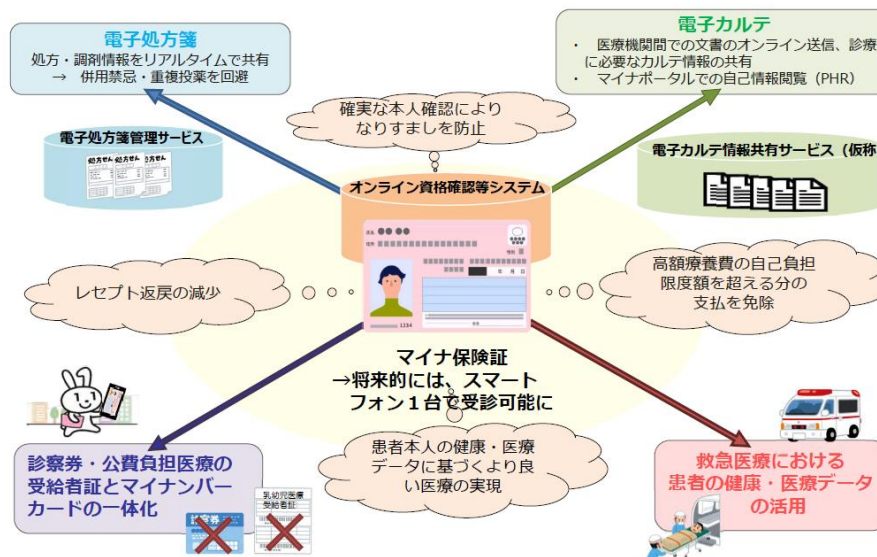 電子処方箋
処方・調剤情報をリアルタイムで共有
→ 併用禁忌・重複投薬を回避
電子カルテ
・ 医療機関間での文書のオンライン送信、診療
に必要なカルテ情報の共有
・ マイナポータルでの自己情報閲覧（PHR）
確実な本人確認により
なりすましを防止
電子処方箋管理サービス
処方せん
処方せん
処方せん
電子カルテ情報共有サービス（仮称
オンライン資格確認等システム
氏名
住所
性別
年 月 日
1234
レセプト返戻の減少
高額療養費の自己負担
限度額を超える分の
支払を免除
マイナ保険証
→将来的には、スマート
フォン１台で受診可能に
患者本人の健康・医療
データに基づくより良
い医療の実現
診察券・公費負担医療の
受給者証とマイナンバー
カードの一体化
診察券
乳幼児医療
受給者証
救急医療における
患者の健康・医療データ
の活用